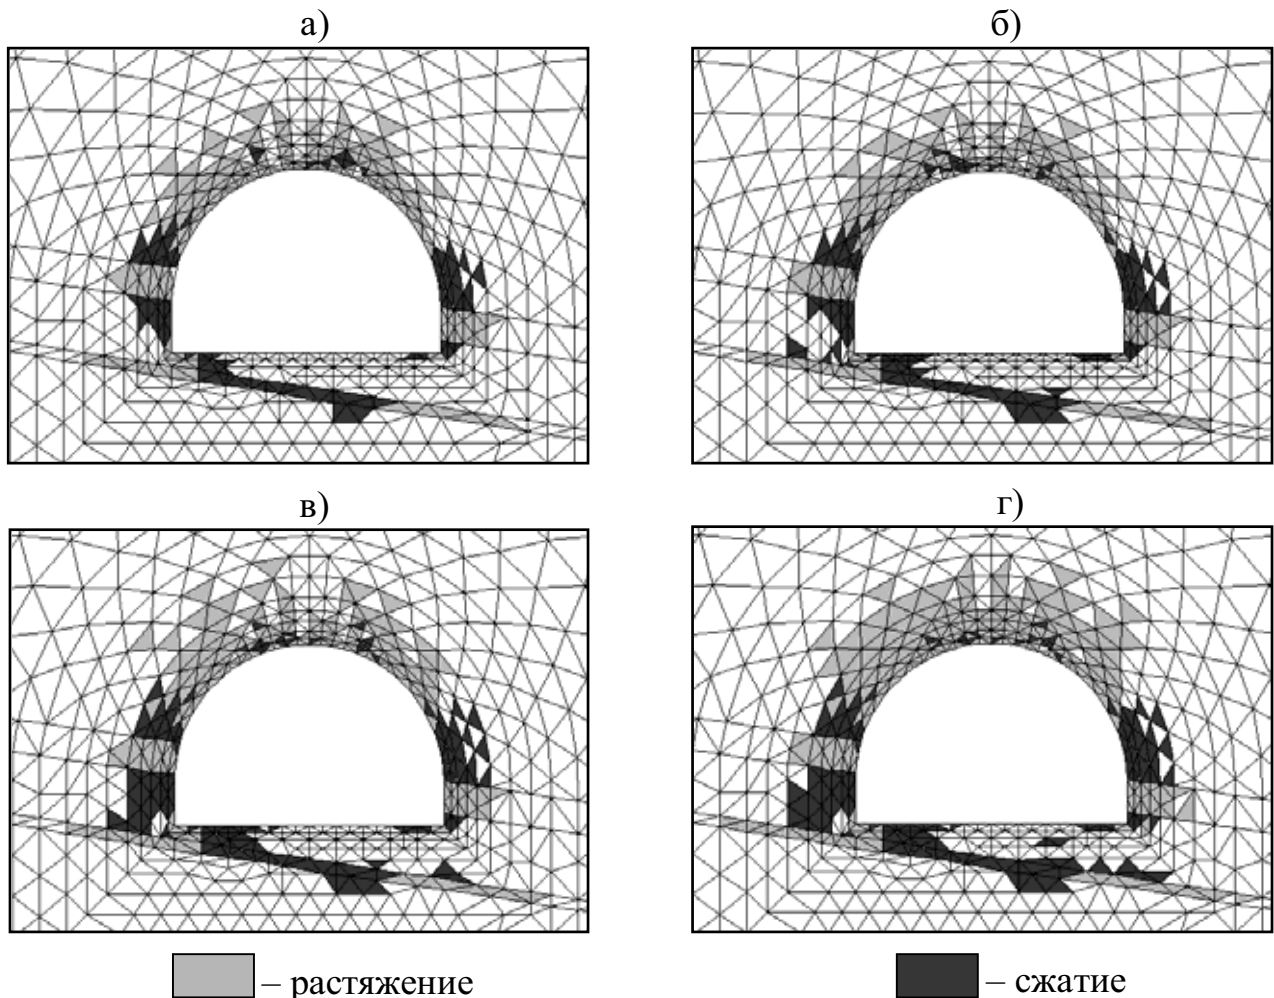 а)
б)
в)
г)
– растяжение
– сжатие